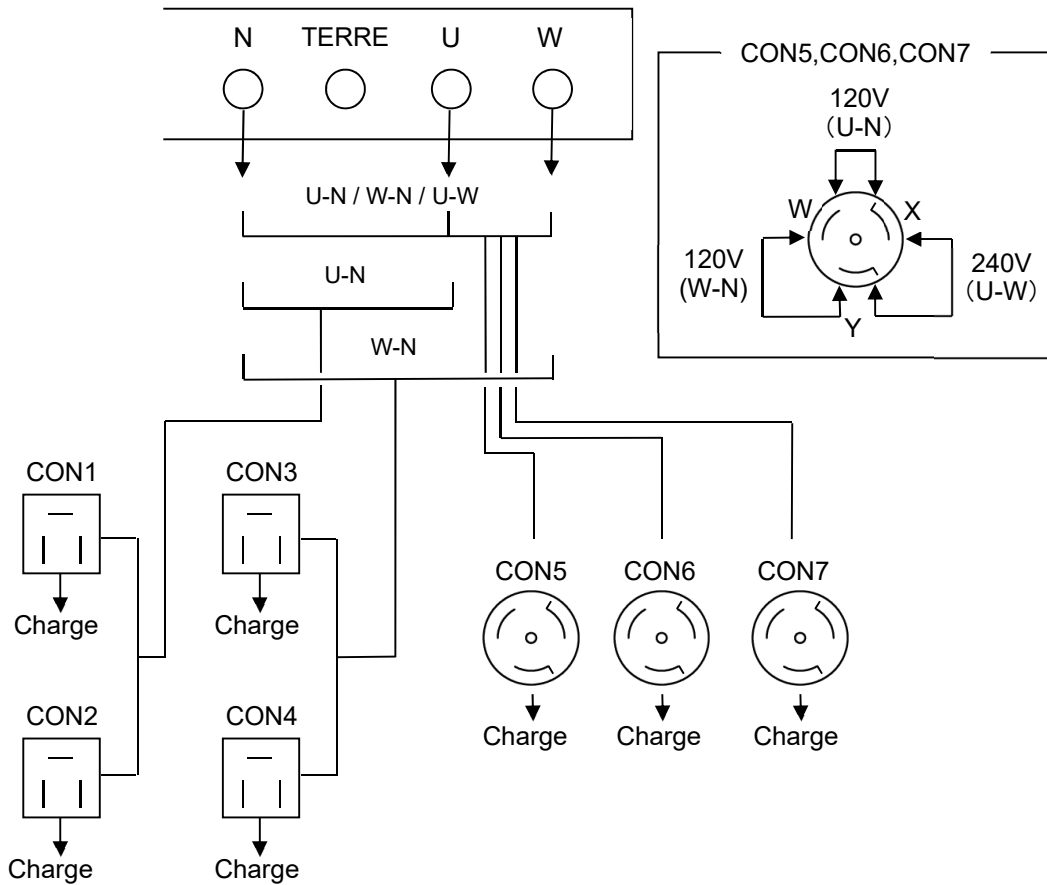 N TERRE U W
U-N / W-N / U-W
U-N
W-N
CON5,CON6,CON7
120V
(U-N)
W X
120V
(W-N)
240V
(U-W)
Y
CON1 CON3
Charge Charge
CON5 CON6 CON7
Charge Charge Charge
CON2 CON4
Charge Charge